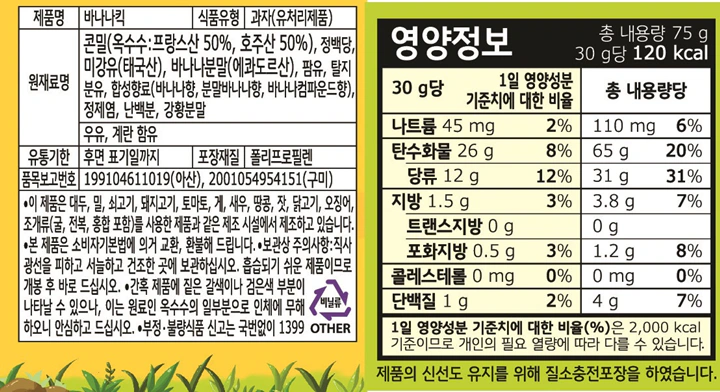 제품명 바나나킥 식품유형 과자(유처리제품)
원재료명
콘밀(옥수수:프랑스산 50%, 호주산 50%), 정백당,
미강유(태국산), 바나나분말(에콰도르산), 팜유, 탈지
분유, 합성향료(바나나향, 분말바나나향, 바나나컴파운드향),
정제염, 난백분, 강황분말
우유, 계란 함유
유통기한 후면 표기일까지 포장재질 폴리프로필렌
품목보고번호 199104611019(아산), 2001054954151(구미)
•이 제품은 대두, 밀, 쇠고기, 돼지고기, 토마토, 게, 새우, 땅콩, 잣, 닭고기, 오징어,
조개류(굴, 전복, 홍합 포함)를 사용한 제품과 같은 제조 시설에서 제조하고 있습니다.
•본 제품은 소비자기본법에 의거 교환, 환불해 드립니다. •보관상 주의사항:직사
광선을 피하고 서늘하고 건조한 곳에 보관하십시오. 흡습되기 쉬운 제품이므로
개봉 후 바로 드십시오. •간혹 제품에 짙은 갈색이나 검은색 부분이
나타날 수 있으나, 이는 원료인 옥수수의 일부분으로 인체에 무해
하오니 안심하고 드십시오. •부정·불량식품 신고는 국번없이 1399
비닐류
OTHER
영양정보
총 내용량 75 g
30 g당 120 kcal
30 g당 1일 영양성분 기준치에 대한 비율 총 내용량당
나트륨 45 mg 2% 110 mg 6%
탄수화물 26 g 8% 65 g 20%
당류 12 g 12% 31 g 31%
지방 1.5 g 3% 3.8 g 7%
트랜스지방 0 g 0 g
포화지방 0.5 g 3% 1.2 g 8%
콜레스테롤 0 mg 0% 0 mg 0%
단백질 1 g 2% 4 g 7%
1일 영양성분 기준치에 대한 비율(%)은 2,000 kcal
기준이므로 개인의 필요 열량에 따라 다를 수 있습니다.
제품의 신선도 유지를 위해 질소충전포장을 하였습니다.